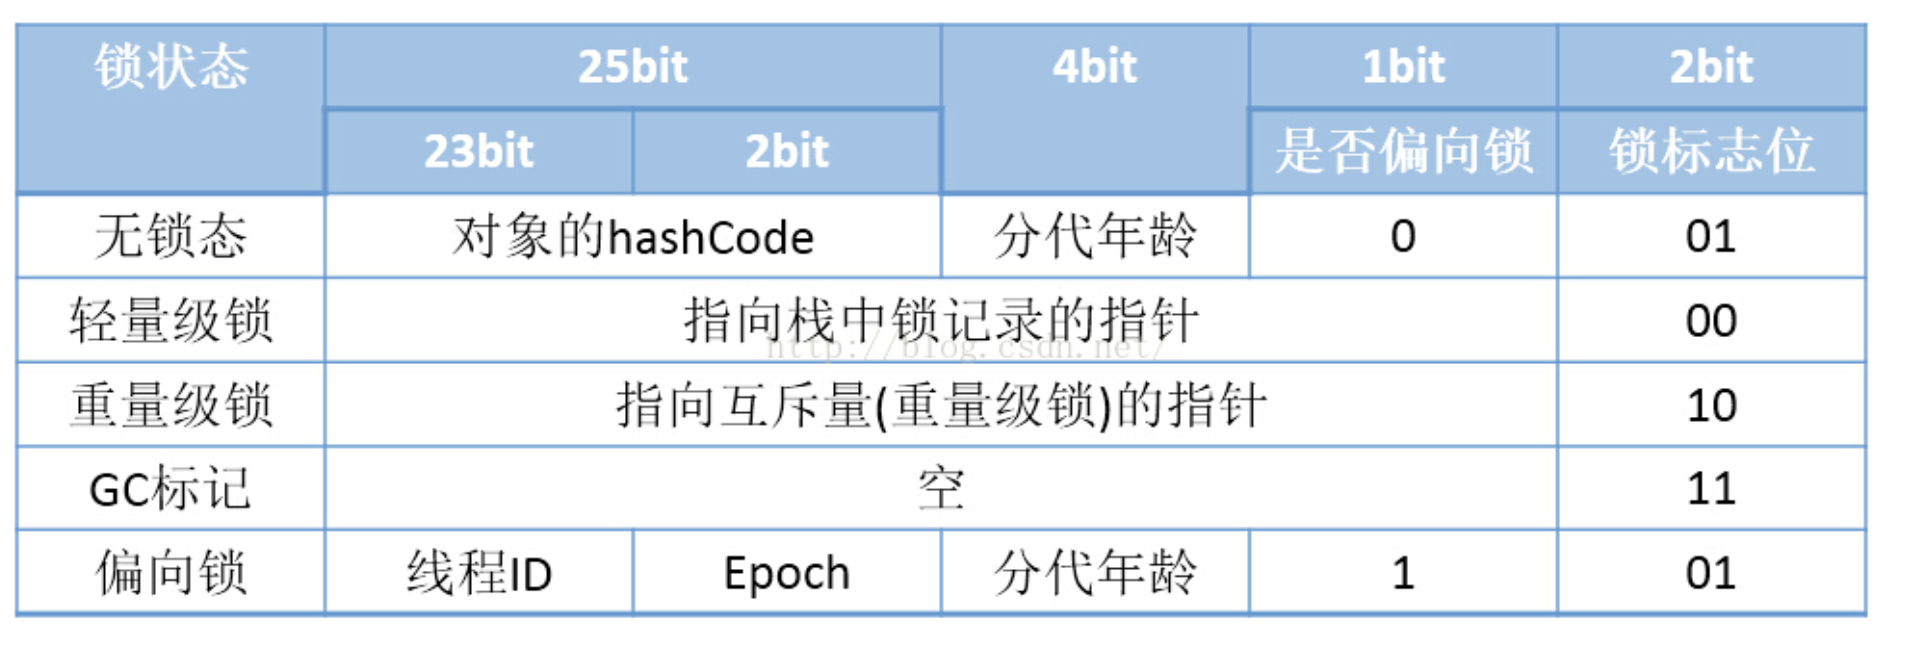 锁状态 25bit 4bit 1bit 2bit
23bit 2bit 是否偏向锁 锁标志位
无锁态 对象的hashCode 分代年龄 0 01
轻量级锁 指向栈中锁记录的指针 00
http://blog.csdn.net/
重量级锁 指向互斥量(重量级锁)的指针 10
GC标记 空 11
偏向锁 线程ID Epoch 分代年龄 1 01